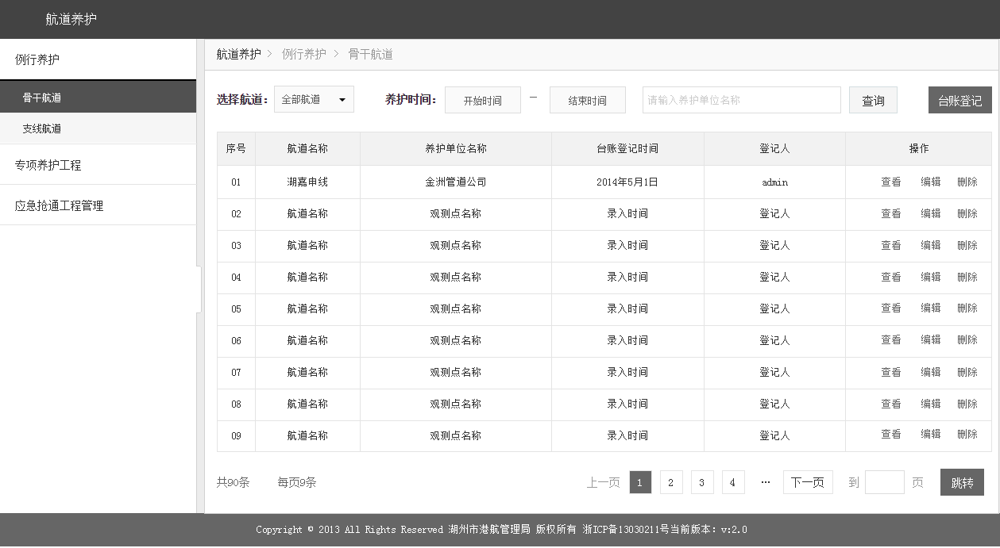 航道养护
例行养护
骨干航道
支线航道
专项养护工程
应急抢通工程管理
航道养护 > 例行养护 > 骨干航道
选择航道： 全部航道 养护时间： 开始时间 — 结束时间 请输入养护单位名称 查询 台账登记
序号 航道名称 养护单位名称 台账登记时间 登记人 操作
01 湖嘉申线 金洲管道公司 2014年5月1日 admin 查看 编辑 删除
02 航道名称 观测点名称 录入时间 登记人 查看 编辑 删除
03 航道名称 观测点名称 录入时间 登记人 查看 编辑 删除
04 航道名称 观测点名称 录入时间 登记人 查看 编辑 删除
05 航道名称 观测点名称 录入时间 登记人 查看 编辑 删除
06 航道名称 观测点名称 录入时间 登记人 查看 编辑 删除
07 航道名称 观测点名称 录入时间 登记人 查看 编辑 删除
08 航道名称 观测点名称 录入时间 登记人 查看 编辑 删除
09 航道名称 观测点名称 录入时间 登记人 查看 编辑 删除
共90条 每页9条 上一页 1 2 3 4 ··· 下一页 到 页 跳转
Copyright © 2013 All Rights Reserved 湖州市港航管理局 版权所有 浙ICP备13030211号当前版本：v:2.0